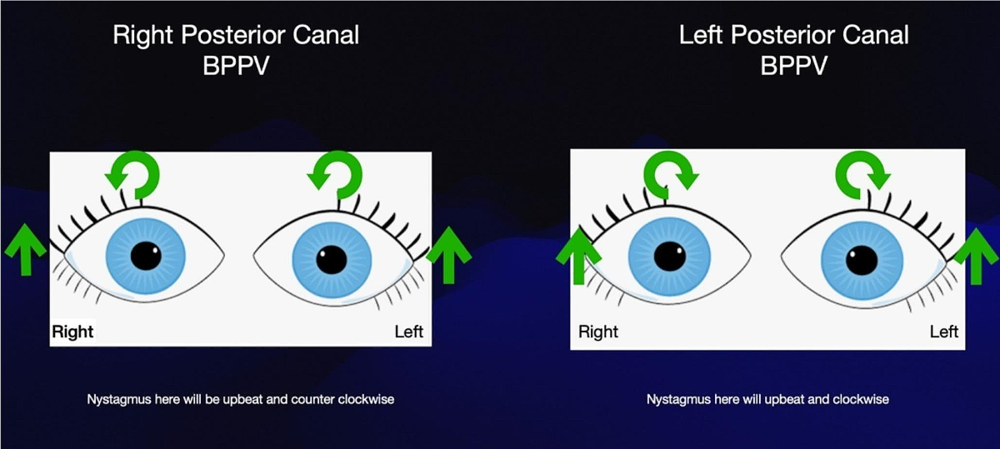 Right Posterior Canal
BPPV
Right
Left
Nystagmus here will be upbeat and counter clockwise
Left Posterior Canal
BPPV
Right
Left
Nystagmus here will upbeat and clockwise